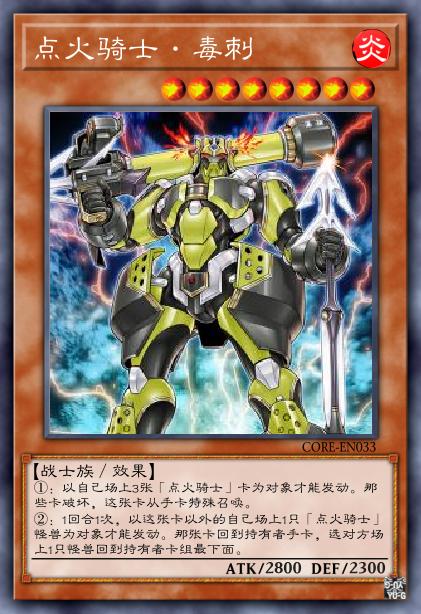 点火骑士·毒刺
炎
CORE-EN033
【战士族/效果】
①：以自己场上3张「点火骑士」卡为对象才能发动。那
些卡破坏，这张卡从手卡特殊召唤。
②：1回合1次，以这张卡以外的自己场上1只「点火骑士」
怪兽为对象才能发动。那张卡回到持有者手卡，选对方场
上1只怪兽回到持有者卡组最下面。
ATK/2800 DEF/2300